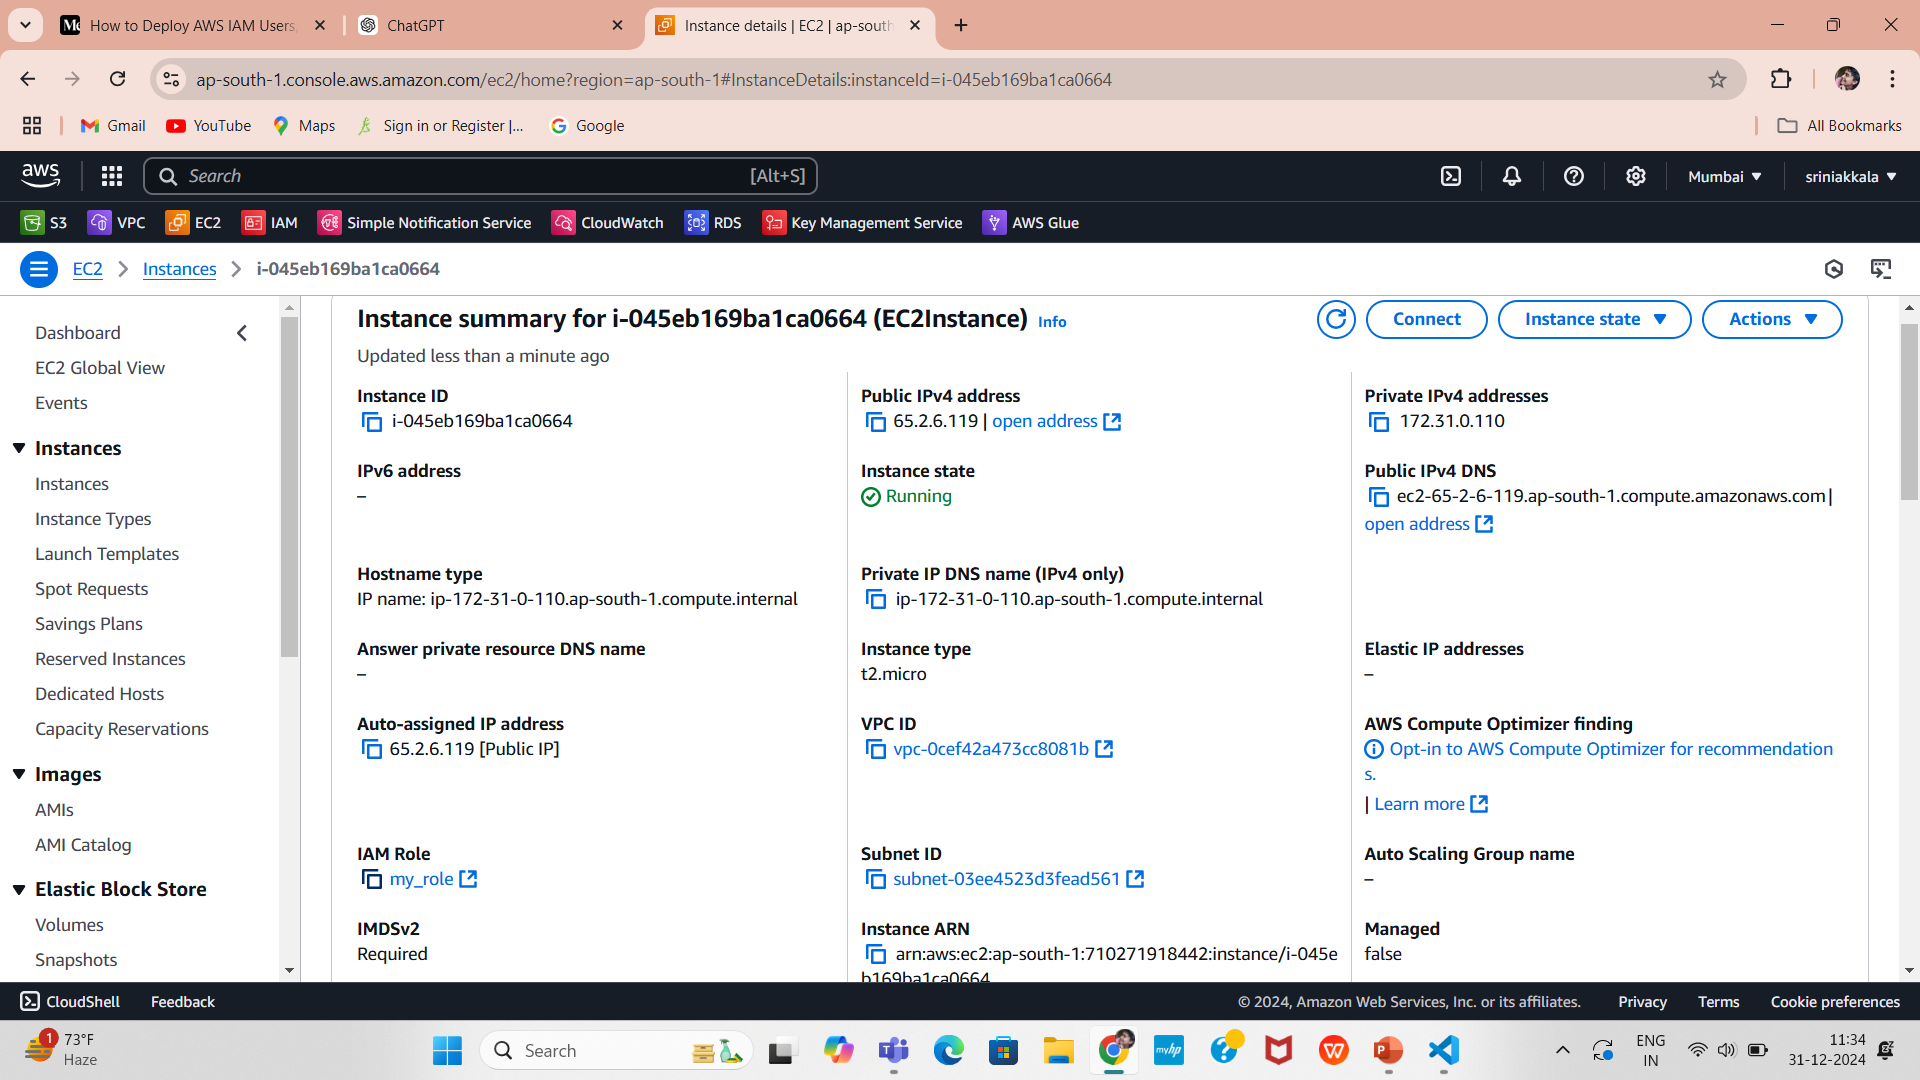 How to Deploy AWS IAM Users,
ChatGPT
Instance details | EC2 | ap-south
ap-south-1.console.aws.amazon.com/ec2/home?region=ap-south-1#InstanceDetails:instanceId=i-045eb169ba1ca0664
Gmail
YouTube
Maps
Sign in or Register |...
Google
All Bookmarks
aws
Search
[Alt+S]
Mumbai
sriniakkala
S3
VPC
EC2
IAM
Simple Notification Service
CloudWatch
RDS
Key Management Service
AWS Glue
EC2
Instances
i-045eb169ba1ca0664
Dashboard
EC2 Global View
Events
Instances
Instances
Instance Types
Launch Templates
Spot Requests
Savings Plans
Reserved Instances
Dedicated Hosts
Capacity Reservations
Images
AMIs
AMI Catalog
Elastic Block Store
Volumes
Snapshots
Instance summary for i-045eb169ba1ca0664 (EC2Instance) Info
Updated less than a minute ago
Connect
Instance state
Actions
Instance ID
i-045eb169ba1ca0664
Public IPv4 address
65.2.6.119 | open address
Private IPv4 addresses
172.31.0.110
IPv6 address
–
Instance state
Running
Public IPv4 DNS
ec2-65-2-6-119.ap-south-1.compute.amazonaws.com |
open address
Hostname type
IP name: ip-172-31-0-110.ap-south-1.compute.internal
Private IP DNS name (IPv4 only)
ip-172-31-0-110.ap-south-1.compute.internal
Answer private resource DNS name
–
Instance type
t2.micro
Elastic IP addresses
–
Auto-assigned IP address
65.2.6.119 [Public IP]
VPC ID
vpc-0cef42a473cc8081b
AWS Compute Optimizer finding
Opt-in to AWS Compute Optimizer for recommendation
s.
| Learn more
IAM Role
my_role
Subnet ID
subnet-03ee4523d3fead561
Auto Scaling Group name
–
IMDSv2
Required
Instance ARN
arn:aws:ec2:ap-south-1:710271918442:instance/i-045e
b169ba1ca0664
Managed
false
CloudShell
Feedback
© 2024, Amazon Web Services, Inc. or its affiliates.
Privacy
Terms
Cookie preferences
1
73°F
Haze
Search
myhp
ENG
IN
11:34
31-12-2024